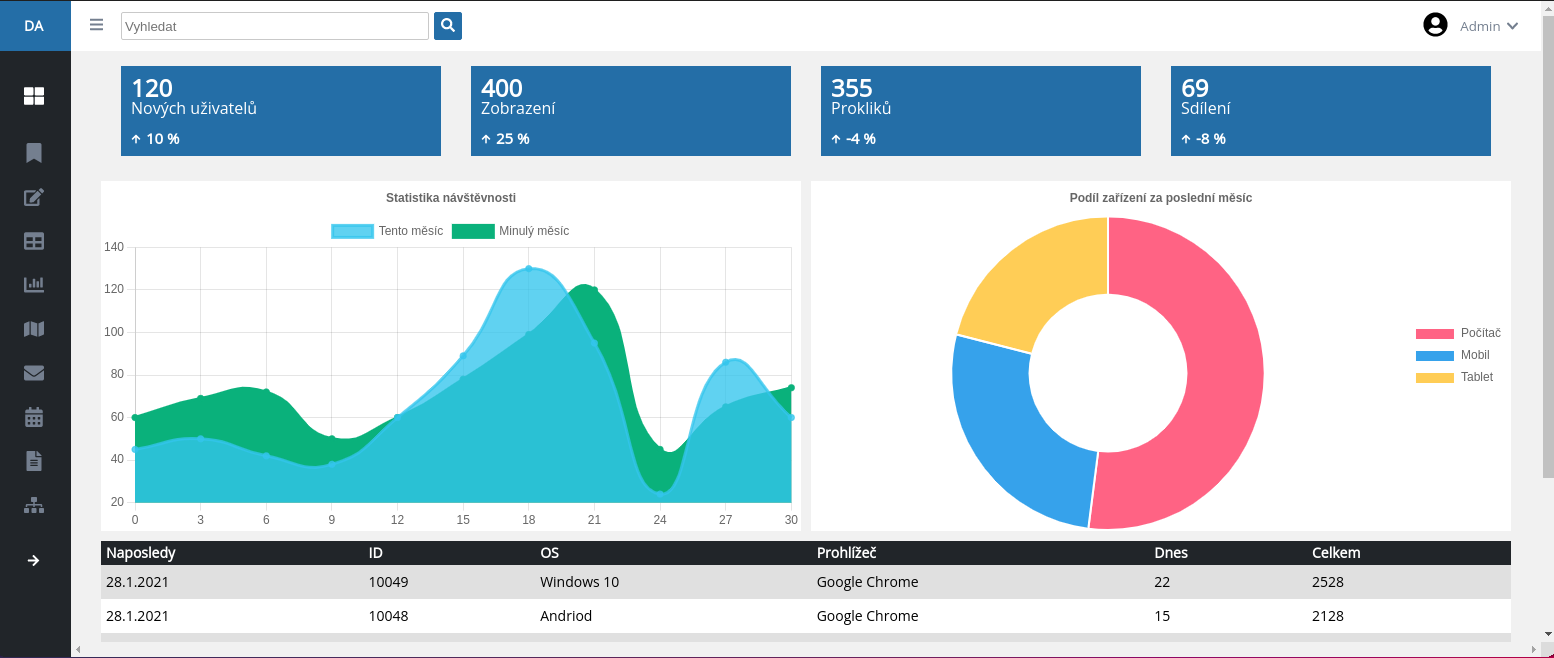 DA
Vyhledat
Admin
120
Nových uživatelů
↑ 10 %
400
Zobrazení
↑ 25 %
355
Prokliků
↑ -4 %
69
Sdílení
↑ -8 %
Statistika návštěvnosti
Tento měsíc Minulý měsíc
140
120
100
80
60
40
20
0 3 6 9 12 15 18 21 24 27 30
Podíl zařízení za poslední měsíc
Počítač
Mobil
Tablet
Naposledy ID OS Prohlížeč Dnes Celkem
28.1.2021 10049 Windows 10 Google Chrome 22 2528
28.1.2021 10048 Andriod Google Chrome 15 2128